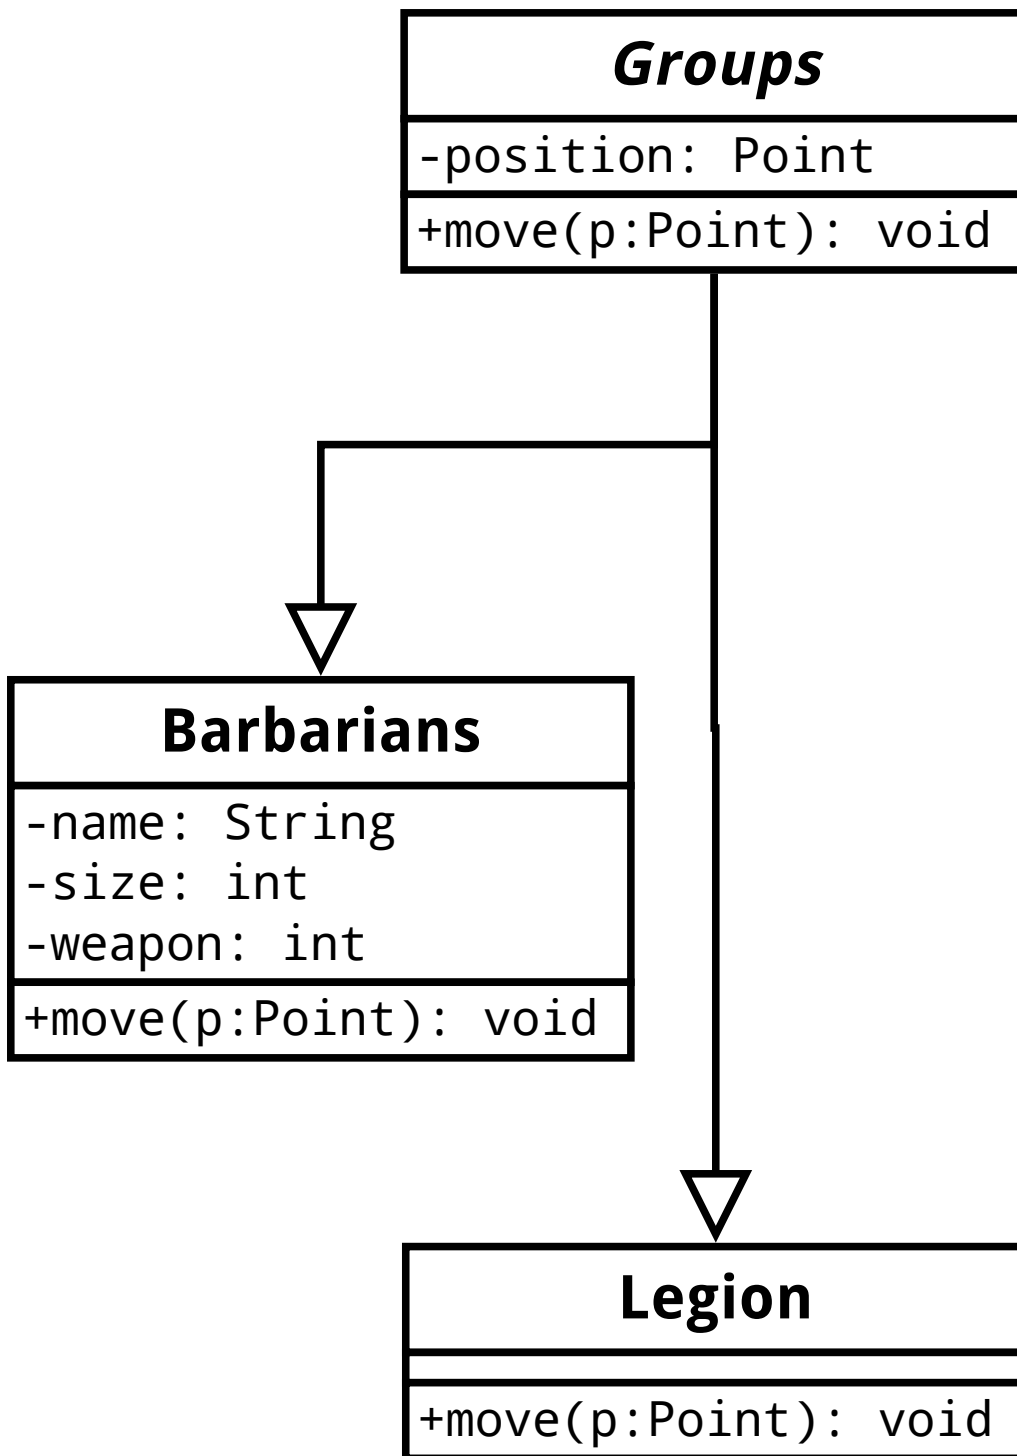 Groups
-position: Point
+move(p:Point): void
Barbarians
-name: String
-size: int
-weapon: int
+move(p:Point): void
Legion
+move(p:Point): void